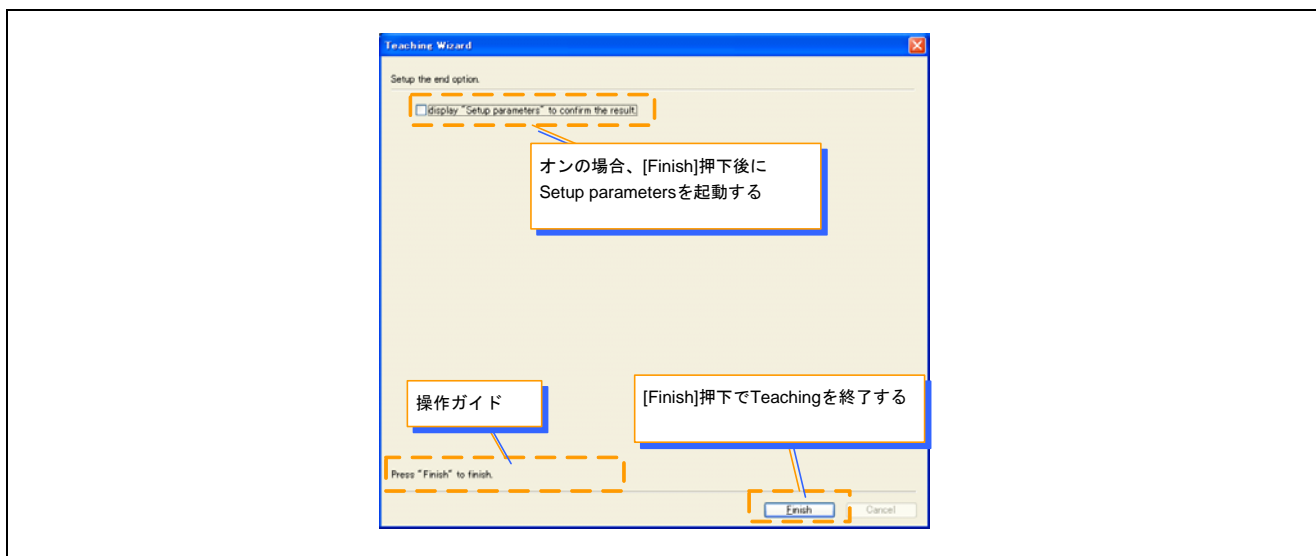 Teaching Wizard
Setup the end option.
display "Setup parameters" to confirm the result.
オンの場合、[Finish]押下後に
Setup parametersを起動する
操作ガイド
[Finish]押下でTeachingを終了する
Press "Finish" to finish.
Finish
Cancel